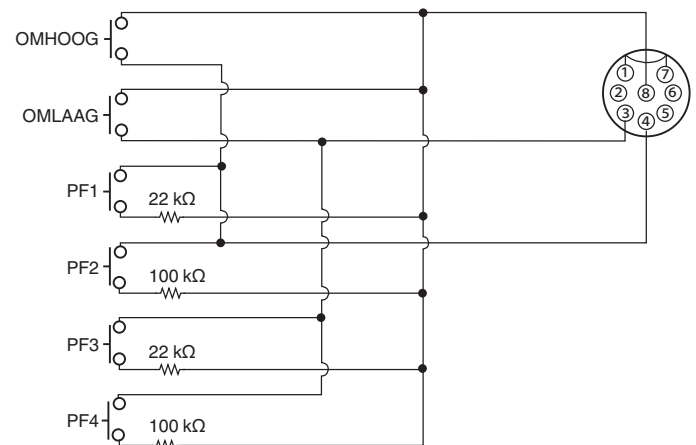 OMHOOG
OMLAAG
PF1
22 kΩ
PF2
100 kΩ
PF3
22 kΩ
PF4
100 kΩ
1 7
2 8 6
3 4 5